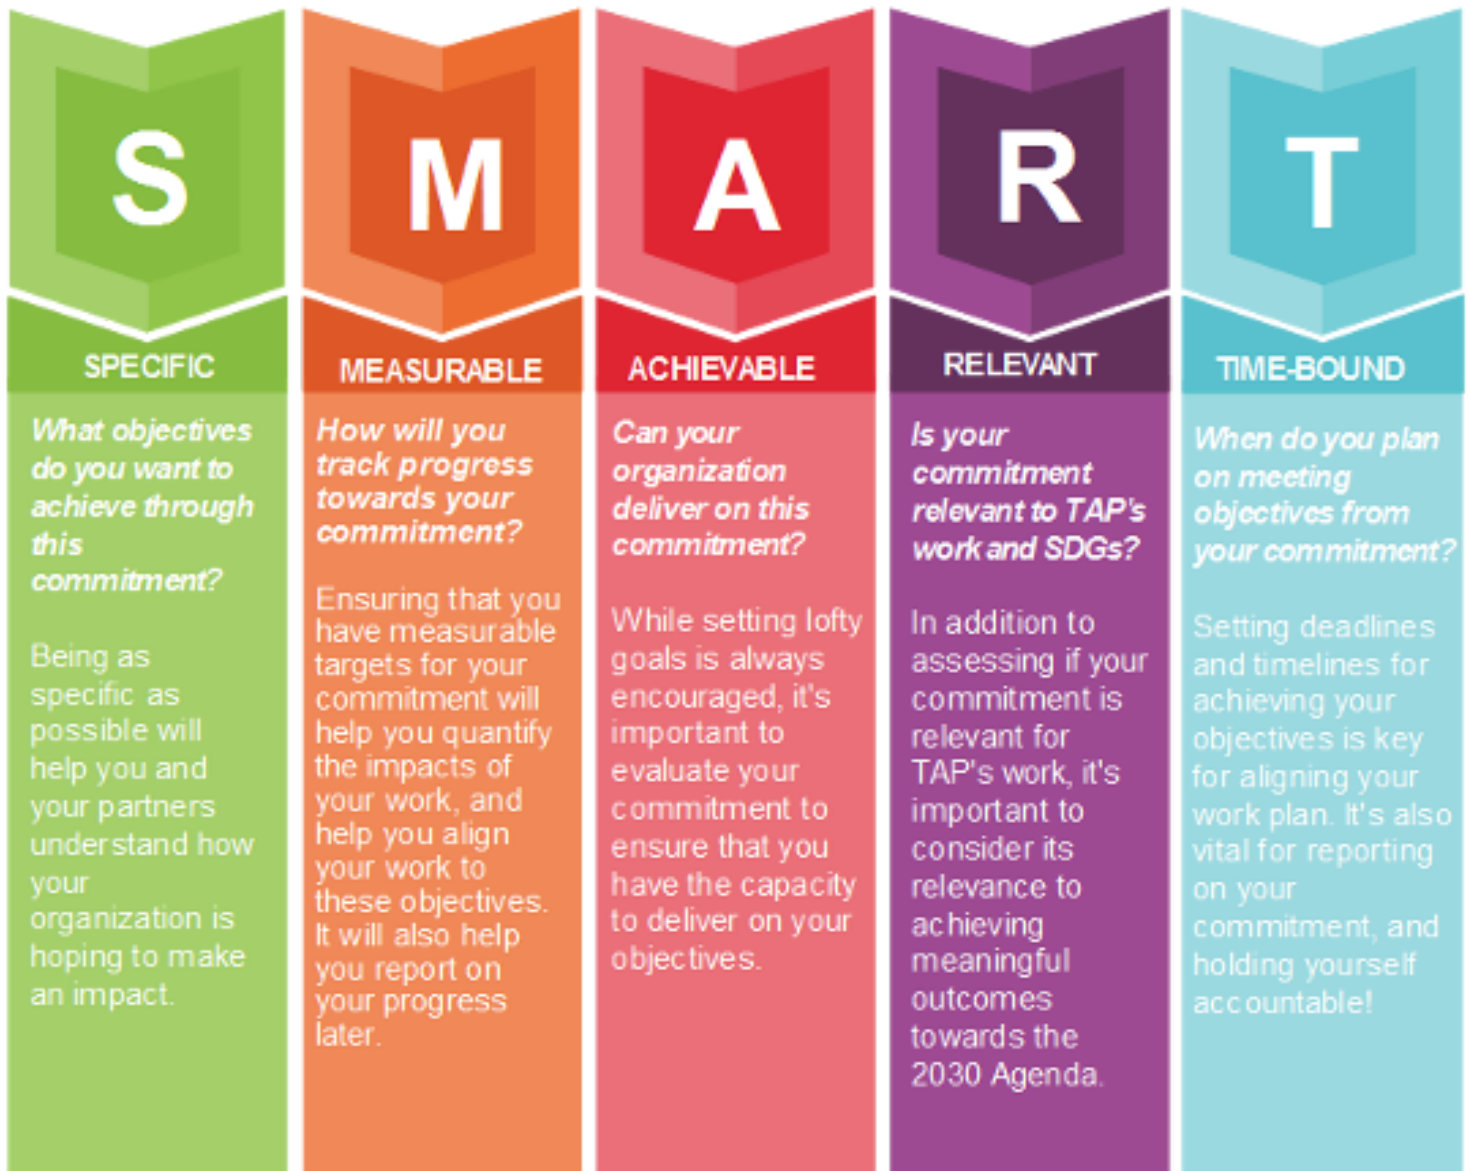 S
SPECIFIC
What objectives
do you want to
achieve through
this
commitment?
Being as
specific as
possible will
help you and
your partners
understand how
your
organization is
hoping to make
an impact.
M
MEASURABLE
How will you
track progress
towards your
commitment?
Ensuring that you
have measurable
targets for your
commitment will
help you quantify
the impacts of
your work, and
help you align
your work to
these objectives.
It will also help
you report on
your progress
later.
A
ACHIEVABLE
Can your
organization
deliver on this
commitment?
While setting lofty
goals is always
encouraged, it's
important to
evaluate your
commitment to
ensure that you
have the capacity
to deliver on your
objectives.
R
RELEVANT
Is your
commitment
relevant to TAP's
work and SDGs?
In addition to
assessing if your
commitment is
relevant for
TAP's work, it's
important to
consider its
relevance to
achieving
meaningful
outcomes
towards the
2030 Agenda.
T
TIME-BOUND
When do you plan
on meeting
objectives from
your commitment?
Setting deadlines
and timelines for
achieving your
objectives is key
for aligning your
work plan. It's also
vital for reporting
on your
commitment, and
holding yourself
accountable!